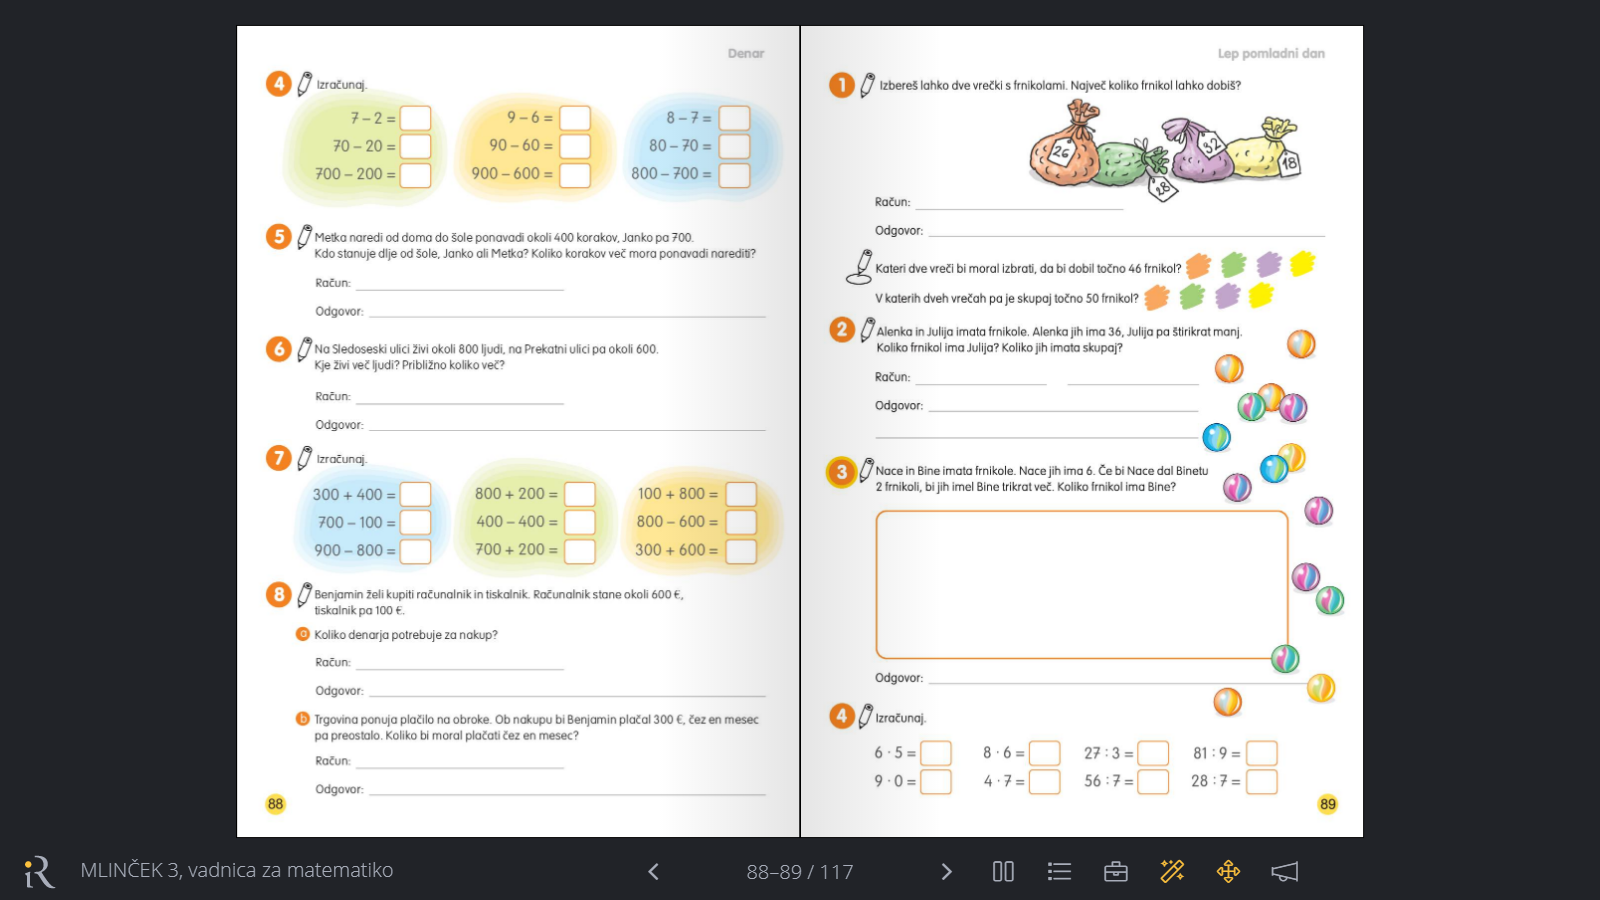 Denar
4 Izračunaj.
7 – 2 =
70 – 20 =
700 – 200 =
9 – 6 =
90 – 60 =
900 – 600 =
8 – 7 =
80 – 70 =
800 – 700 =
5 Metka naredi od doma do šole ponavadi okoli 400 korakov, Janko pa 700.
Kdo stanuje dlje od šole, Janko ali Metka? Koliko korakov več mora ponavadi narediti?
Račun:
Odgovor:
6 Na Sledoseski ulici živi okoli 800 ljudi, na Prekatni ulici pa okoli 600.
Kje živi več ljudi? Približno koliko več?
Račun:
Odgovor:
7 Izračunaj.
300 + 400 =
700 – 100 =
900 – 800 =
800 + 200 =
400 – 400 =
700 + 200 =
100 + 800 =
800 – 600 =
300 + 600 =
8 Benjamin želi kupiti računalnik in tiskalnik. Računalnik stane okoli 600 €,
tiskalnik pa 100 €.
a Koliko denarja potrebuje za nakup?
Račun:
Odgovor:
b Trgovina ponuja plačilo na obroke. Ob nakupu bi Benjamin plačal 300 €, čez en mesec
pa preostalo. Koliko bi moral plačati čez en mesec?
Račun:
Odgovor:
88
Lep pomladni dan
1 Izbereš lahko dve vrečki s frnikolami. Največ koliko frnikol lahko dobiš?
26
28
32
18
Račun:
Odgovor:
Kateri dve vreči bi moral izbrati, da bi dobil točno 46 frnikol?
V katerih dveh vrečah pa je skupaj točno 50 frnikol?
2 Alenka in Julija imata frnikole. Alenka jih ima 36, Julija pa štirikrat manj.
Koliko frnikol ima Julija? Koliko jih imata skupaj?
Račun:
Odgovor:
3 Nace in Bine imata frnikole. Nace jih ima 6. Če bi Nace dal Binetu
2 frnikoli, bi jih imel Bine trikrat več. Koliko frnikol ima Bine?
Odgovor:
4 Izračunaj.
6 · 5 =
8 · 6 =
27 : 3 =
81 : 9 =
9 · 0 =
4 · 7 =
56 : 7 =
28 : 7 =
89
iR
MLINČEK 3, vadnica za matematiko
88–89 / 117